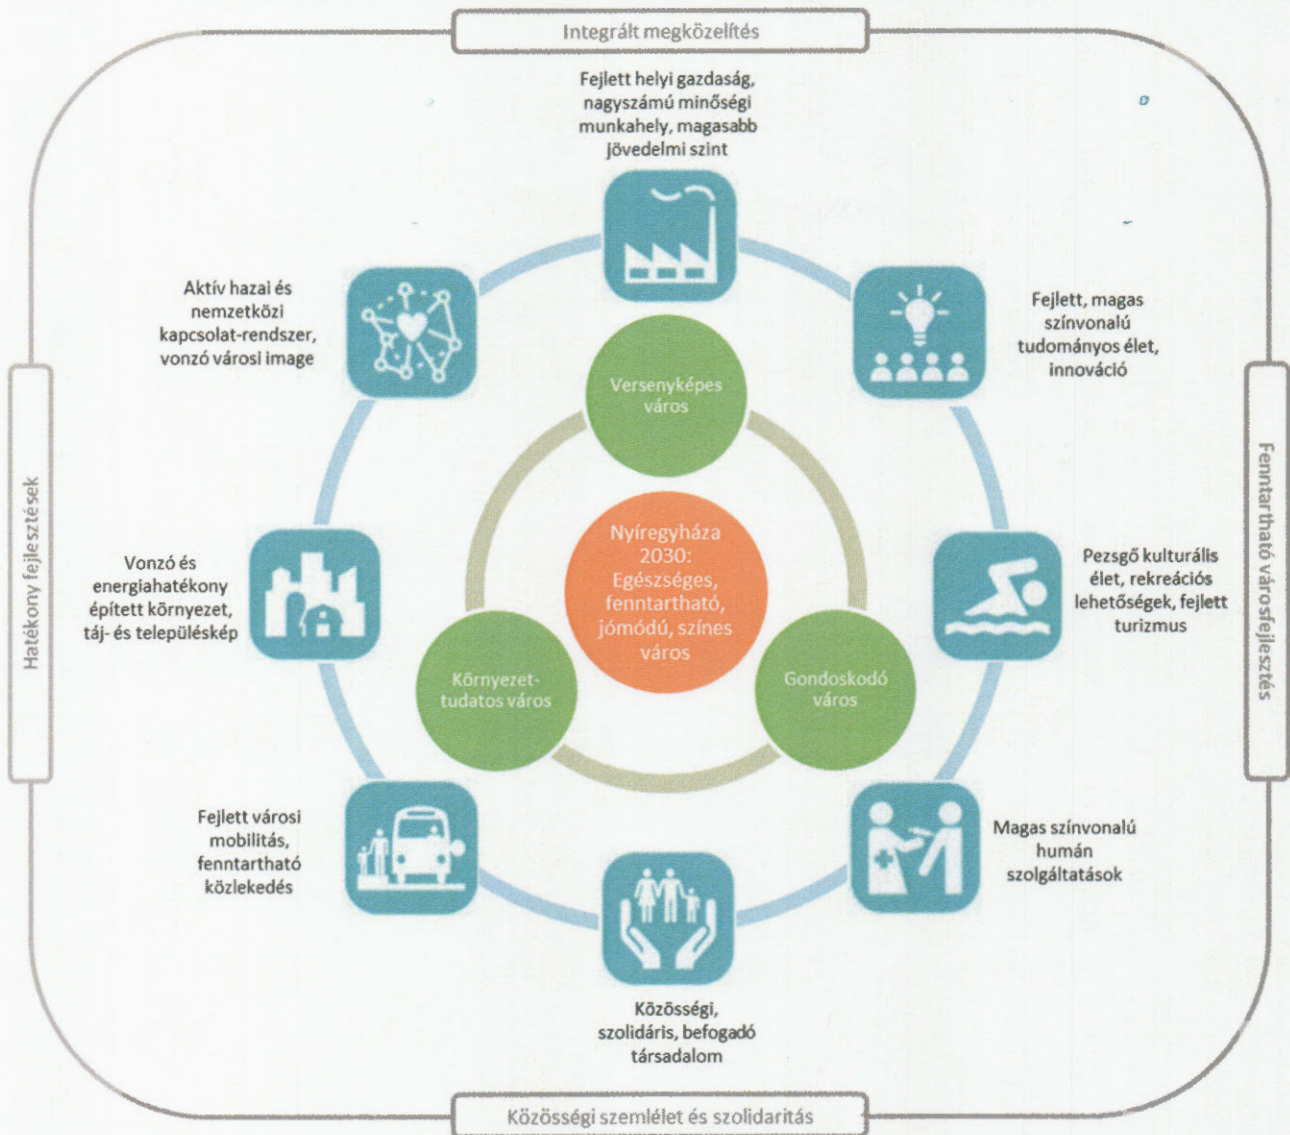 Integrált megközelítés
Fejlett helyi gazdaság,
nagyszámú minőségi
munkahely, magasabb
jövedelmi szint
Aktív hazai és
nemzetközi
kapcsolat-rendszer,
vonzó városi image
Fejlett, magas
színvonalú
tudományos élet,
innováció
Versenyképes
város
Hatékony fejlesztések
Fenntartható városfejlesztés
Vonzó és
energiahatékony
épített környezet,
táj- és településkép
Nyíregyháza
2030:
Egészséges,
fenntartható,
jómódú, színes
város
Pezsgő kulturális
élet, rekreációs
lehetőségek, fejlett
turizmus
Környezet-
tudatos város
Gondoskodó
város
Fejlett városi
mobilitás,
fenntartható
közlekedés
Magas színvonalú
humán
szolgáltatások
Közösségi,
szolidáris, befogadó
társadalom
Közösségi szemlélet és szolidaritás